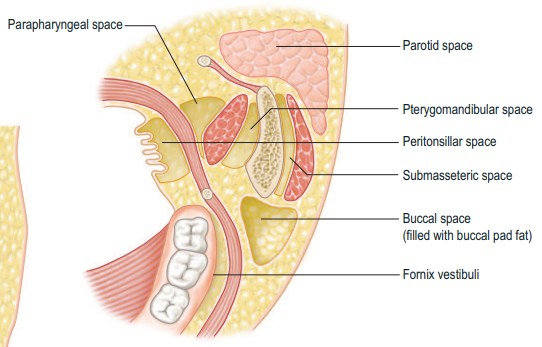 Parapharyngeal space
Parotid space
Pterygomandibular space
Peritonsillar space
Submasseteric space
Buccal space
(filled with buccal pad fat)
Fornix vestibuli